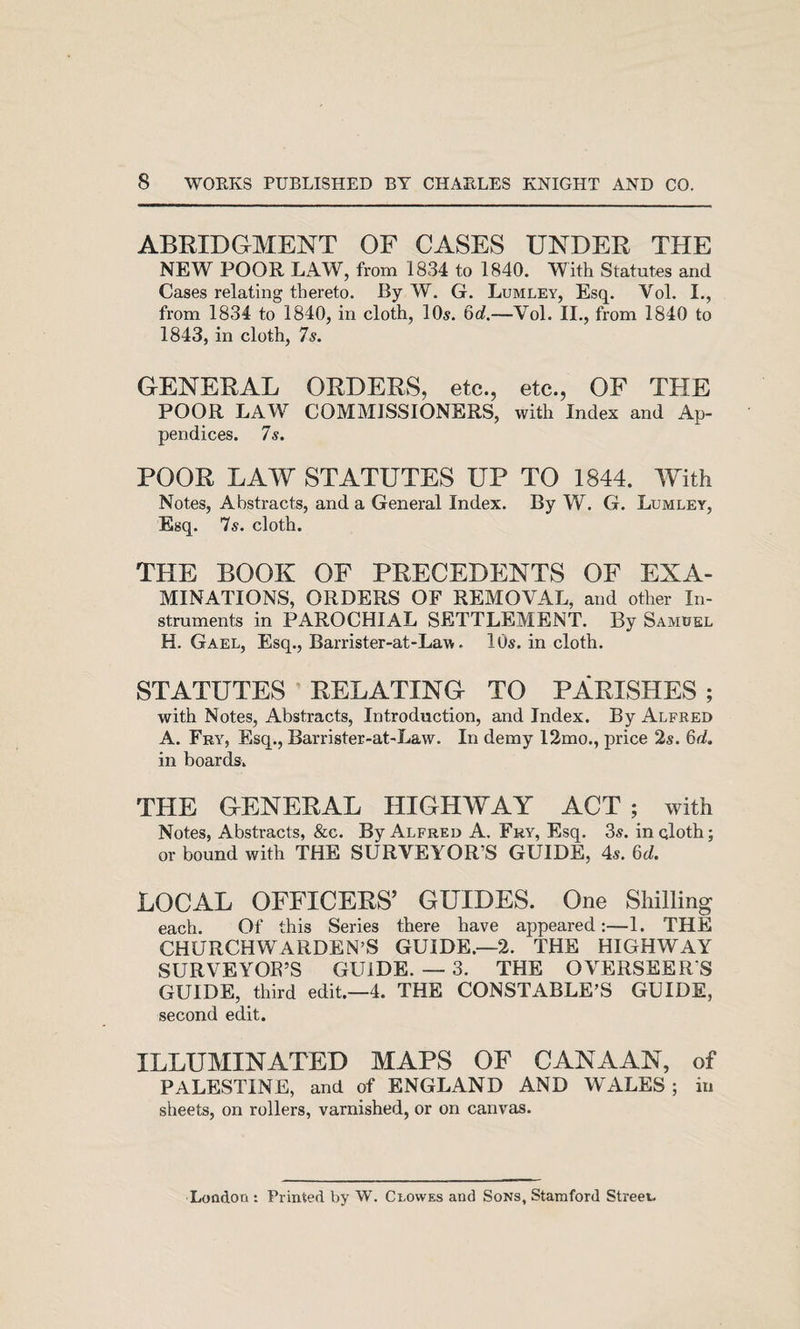 8 WORKS PUBLISHED BY CHARLES KNIGHT AND CO.
ABRIDGMENT OF CASES UNDER THE
NEW POOR LAW, from 1834 to 1840. With Statutes and
Cases relating thereto. By W. G. LUMLEY, Esq. Vol. I.,
from 1834 to 1840, in cloth, 10s. 6d.—Vol. II., from 1840 to
1843, in cloth, 7s.
GENERAL ORDERS, etc., etc., OF THE
POOR LAW COMMISSIONERS, with Index and Ap-
pendices. 7s.
POOR LAW STATUTES UP TO 1844. With
Notes, Abstracts, and a General Index. By W. G. LUMLEY,
Esq. 7s. cloth.
THE BOOK OF PRECEDENTS OF EXA-
MINATIONS, ORDERS OF REMOVAL, and other In-
struments in PAROCHIAL SETTLEMENT. By SAMUEL
H. GAEL, Esq., Barrister-at-Law. 10s. in cloth.
STATUTES RELATING TO PARISHES;
with Notes, Abstracts, Introduction, and Index. By ALFRED
A. FRY, Esq., Barrister-at-Law. In demy 12mo., price 2s. 6d.
in boards.
THE GENERAL HIGHWAY ACT; with
Notes, Abstracts, &c. By ALFRED A. FRY, Esq. 3s. in cloth;
or bound with THE SURVEYOR'S GUIDE, 4s. 6d.
LOCAL OFFICERS' GUIDES. One Shilling
each. Of this Series there have appeared:—1. THE
CHURCHWARDEN'S GUIDE.—2. THE HIGHWAY
SURVEYOR'S GUIDE.—3. THE OVERSEER'S
GUIDE, third edit.—4. THE CONSTABLE'S GUIDE,
second edit.
ILLUMINATED MAPS OF CANAAN, of
PALESTINE, and of ENGLAND AND WALES; in
sheets, on rollers, varnished, or on canvas.
London: Printed by W. CLOWES and SONS, Stamford Street.